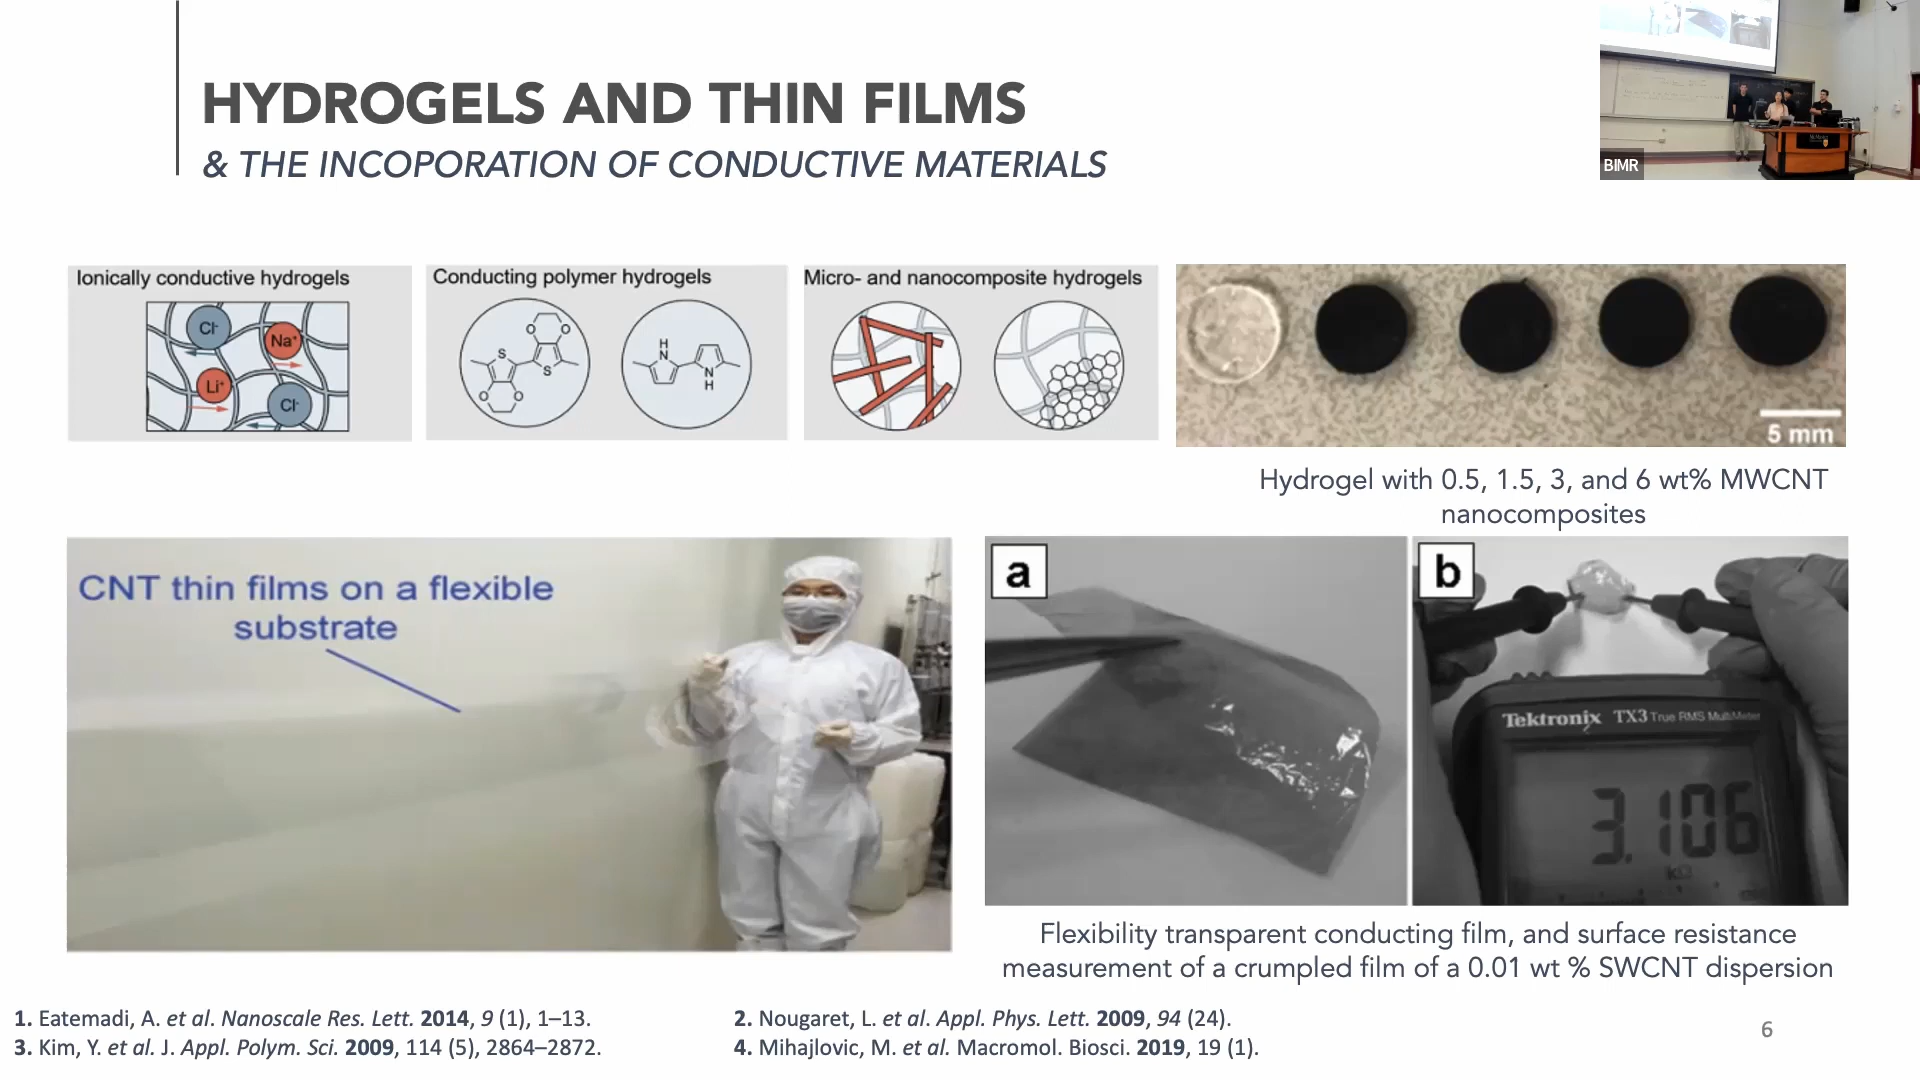 HYDROGELS AND THIN FILMS
& THE INCOPORATION OF CONDUCTIVE MATERIALS
BIMR
Ionically conductive hydrogels
Cl-
Na+
Li+
Cl-
Conducting polymer hydrogels
O
O
S
S
O
O
H
N
N
H
Micro- and nanocomposite hydrogels
5 mm
Hydrogel with 0.5, 1.5, 3, and 6 wt% MWCNT
nanocomposites
CNT thin films on a flexible
substrate
a
b
Tektronix TX3 True RMS MultiMeter
3.106
kΩ
Flexibility transparent conducting film, and surface resistance
measurement of a crumpled film of a 0.01 wt % SWCNT dispersion
1. Eatemadi, A. et al. Nanoscale Res. Lett. 2014, 9 (1), 1–13.
2. Nougaret, L. et al. Appl. Phys. Lett. 2009, 94 (24).
3. Kim, Y. et al. J. Appl. Polym. Sci. 2009, 114 (5), 2864–2872.
4. Mihajlovic, M. et al. Macromol. Biosci. 2019, 19 (1).
6